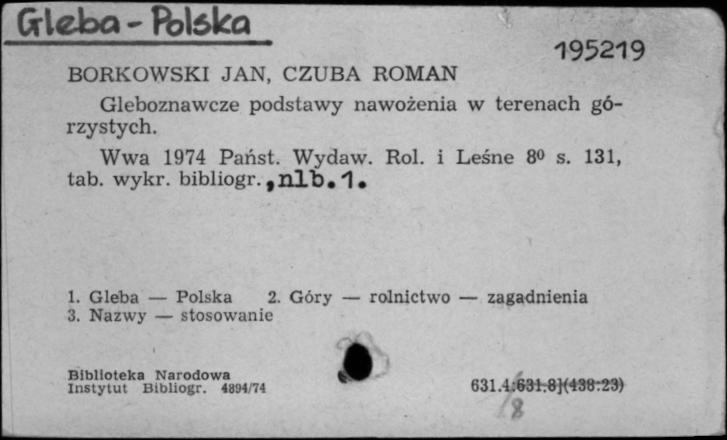 Gleba - Polska
195219
BORKOWSKI JAN, CZUBA ROMAN
Gleboznawcze podstawy nawożenia w terenach gó-
rzystych.
Wwa 1974 Państ. Wydaw. Rol. i Leśne 8º s. 131,
tab. wykr. bibliogr., nlb. 1.
1. Gleba — Polska 2. Góry — rolnictwo — zagadnienia
3. Nazwy — stosowanie
Biblioteka Narodowa
Instytut Bibliogr. 4894/74
631.4:631.8](438:23)
8